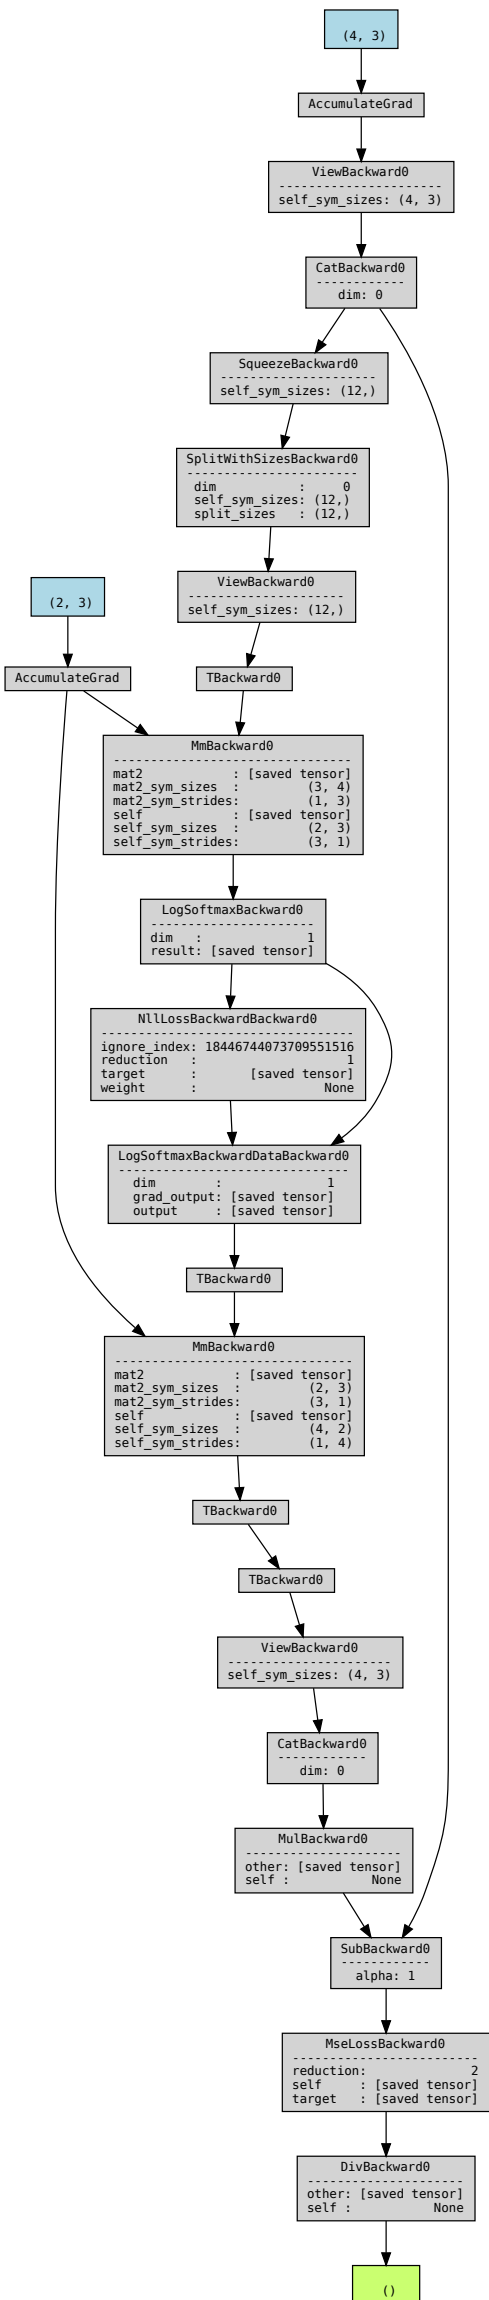 (4, 3)
AccumulateGrad
ViewBackward0
----------------------
self_sym_sizes: (4, 3)
CatBackward0
------------
dim: 0
SqueezeBackward0
---------------------
self_sym_sizes: (12,)
SplitWithSizesBackward0
-----------------------
dim           :     0
self_sym_sizes: (12,)
split_sizes   : (12,)
ViewBackward0
---------------------
self_sym_sizes: (12,)
(2, 3)
AccumulateGrad
TBackward0
MmBackward0
--------------------------------
mat2            : [saved tensor]
mat2_sym_sizes  :         (3, 4)
mat2_sym_strides:         (1, 3)
self            : [saved tensor]
self_sym_sizes  :         (2, 3)
self_sym_strides:         (3, 1)
LogSoftmaxBackward0
----------------------
dim   :              1
result: [saved tensor]
NllLossBackwardBackward0
----------------------------------
ignore_index: 18446744073709551516
reduction   :                    1
target      :       [saved tensor]
weight      :                 None
LogSoftmaxBackwardDataBackward0
-------------------------------
dim        :              1
grad_output: [saved tensor]
output     : [saved tensor]
TBackward0
MmBackward0
--------------------------------
mat2            : [saved tensor]
mat2_sym_sizes  :         (2, 3)
mat2_sym_strides:         (3, 1)
self            : [saved tensor]
self_sym_sizes  :         (4, 2)
self_sym_strides:         (1, 4)
TBackward0
TBackward0
ViewBackward0
----------------------
self_sym_sizes: (4, 3)
CatBackward0
------------
dim: 0
MulBackward0
---------------------
other: [saved tensor]
self :           None
SubBackward0
------------
alpha: 1
MseLossBackward0
-------------------------
reduction:              2
self     : [saved tensor]
target   : [saved tensor]
DivBackward0
---------------------
other: [saved tensor]
self :           None
()